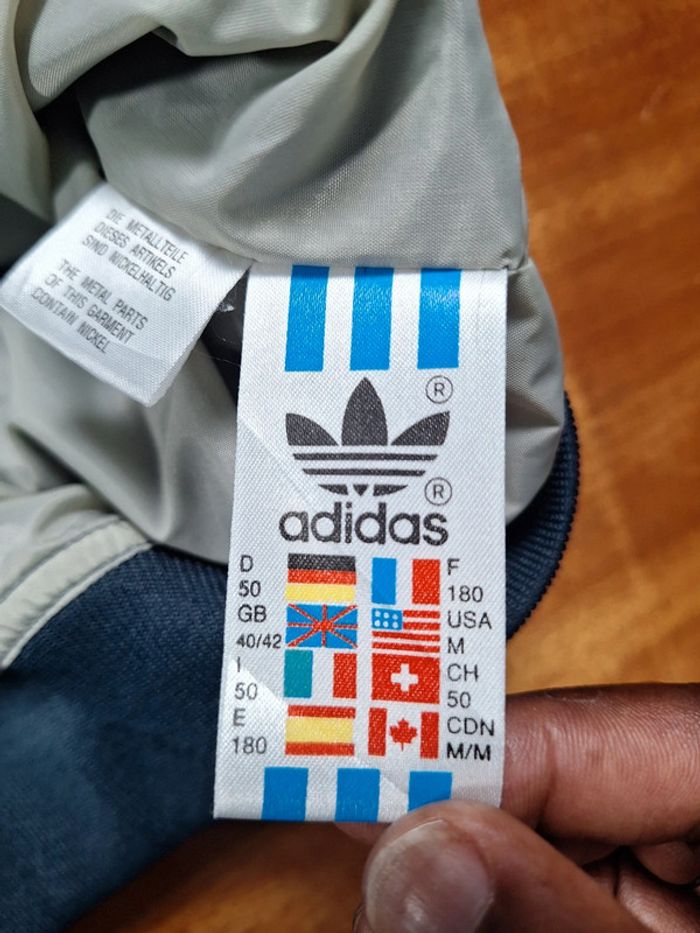 DIE METALLTEILE
DIESES ARTIKELS
SIND NICKELHALTIG
THE METAL PARTS
OF THIS GARMENT
CONTAIN NICKEL
®
®
adidas
D
50
F
180
GB
40/42
USA
M
I
50
CH
50
E
180
CDN
M/M